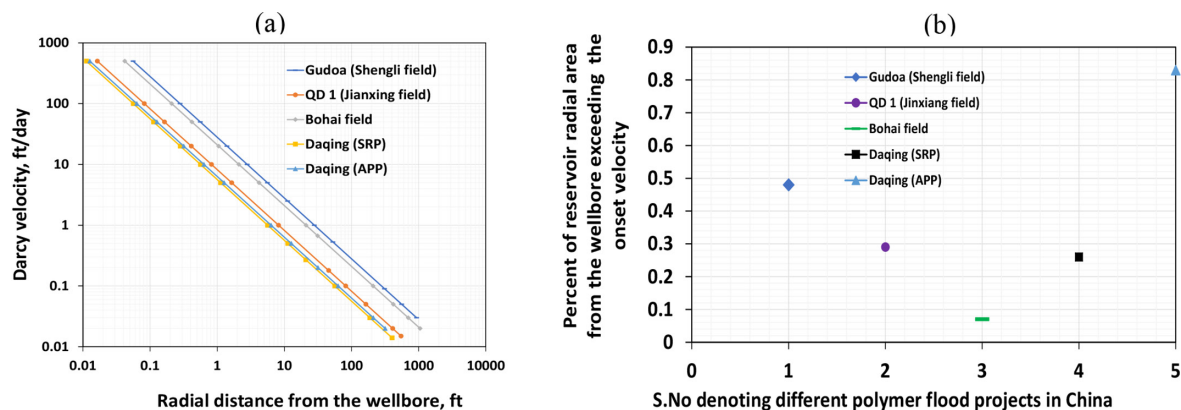 (a)
1000
100
10
1
0.1
0.01
Darcy velocity, ft/day
Gudoa (Shengli field)
QD 1 (Jianxing field)
Bohai field
Daqing (SRP)
Daqing (APP)
0.01 0.1 1 10 100 1000 10000
Radial distance from the wellbore, ft
(b)
Percent of reservoir radial area
from the wellbore exceeding the
onset velocity
0.9
0.8
0.7
0.6
0.5
0.4
0.3
0.2
0.1
0
Gudoa (Shengli field)
QD 1 (Jinxiang field)
Bohai field
Daqing (SRP)
Daqing (APP)
0 1 2 3 4 5
S.No denoting different polymer flood projects in China